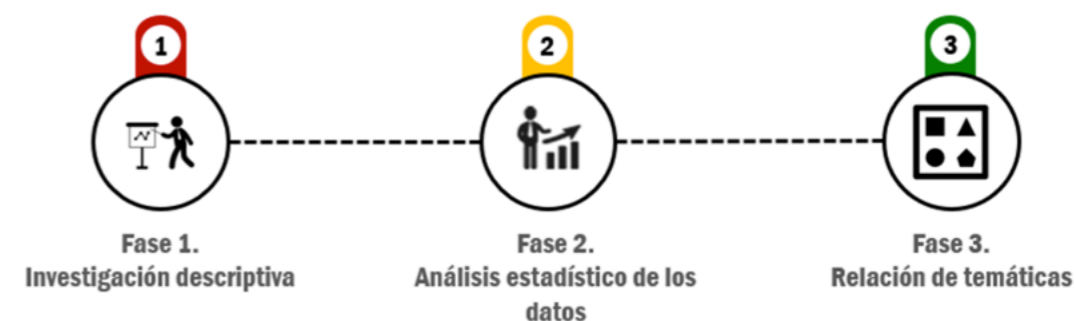 1
2
3
Fase 1.
Investigación descriptiva
Fase 2.
Análisis estadístico de los
datos
Fase 3.
Relación de temáticas